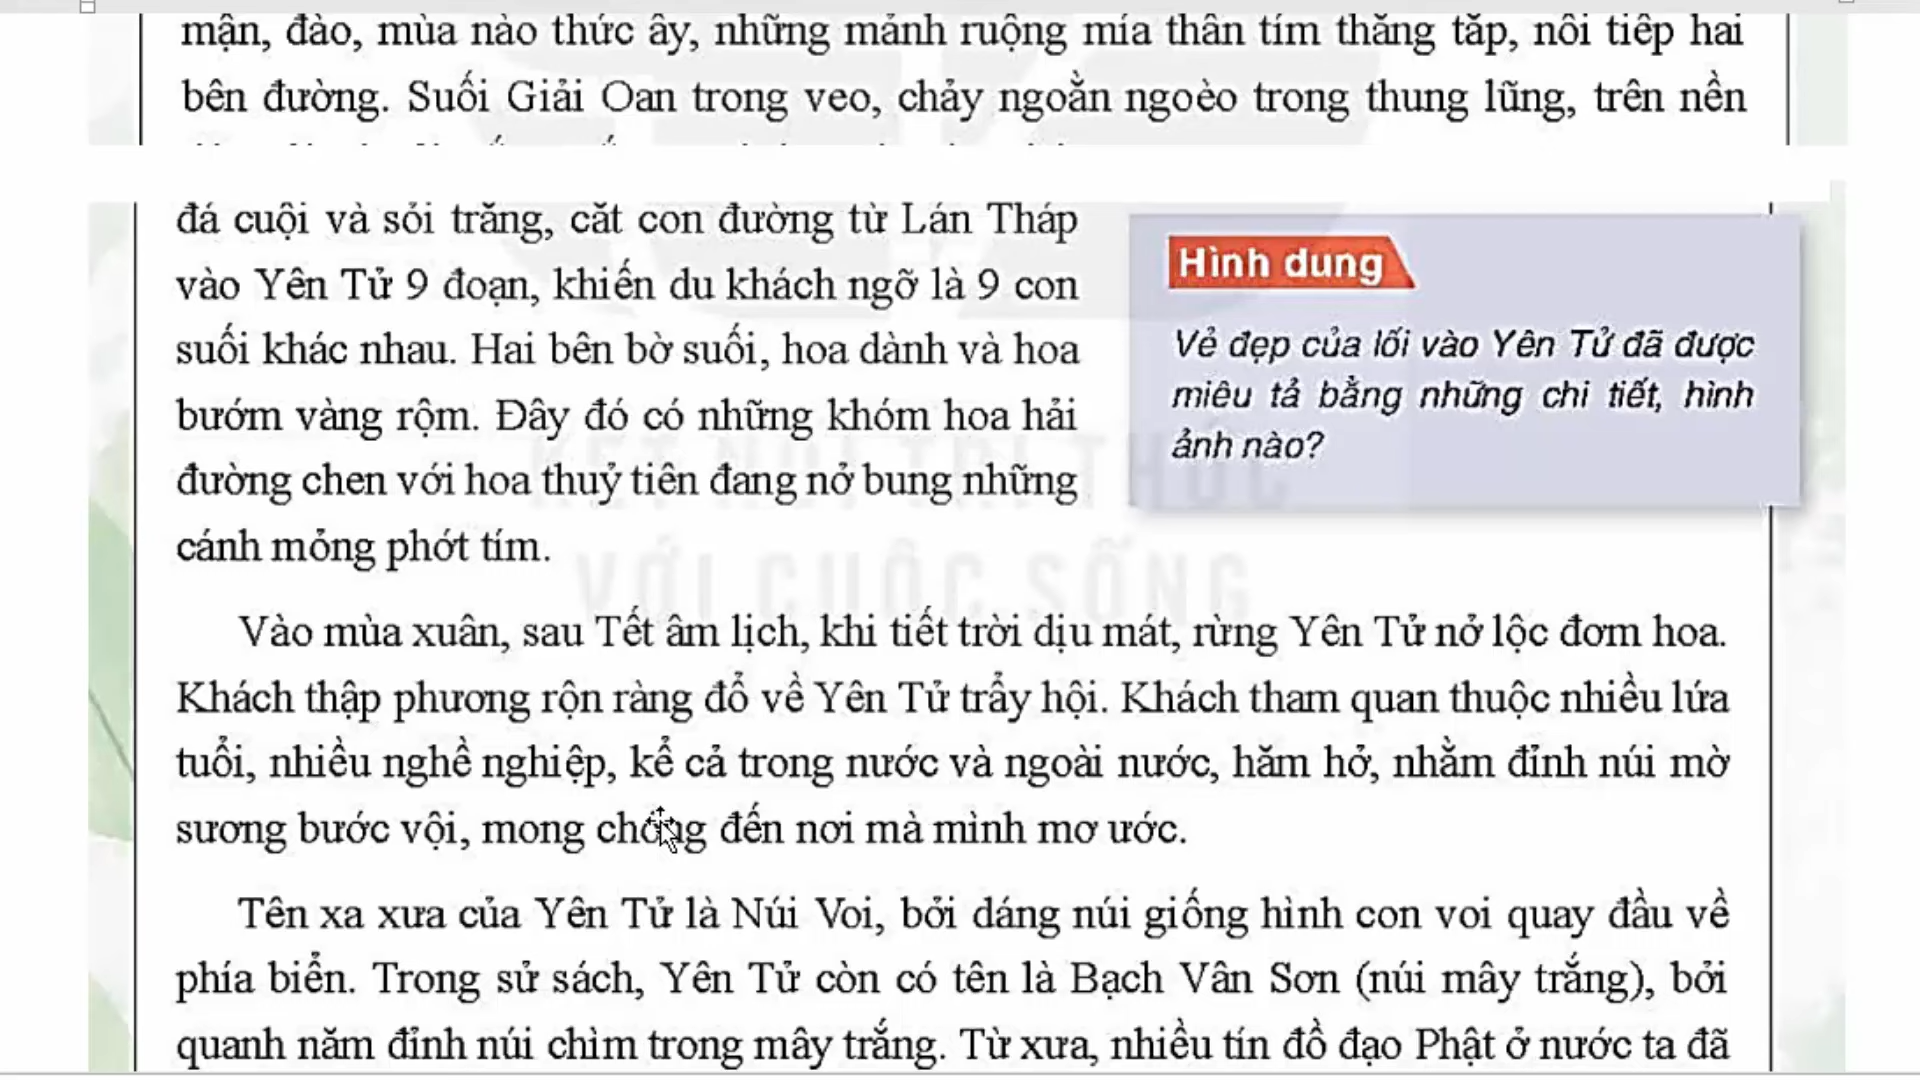 mận, đào, mùa nào thức ấy, những mảnh ruộng mía thân tím thẳng tắp, nối tiếp hai
bên đường. Suối Giải Oan trong veo, chảy ngoằn ngoèo trong thung lũng, trên nền
đá cuội và sỏi trắng, cắt con đường từ Lán Tháp
vào Yên Tử 9 đoạn, khiến du khách ngỡ là 9 con
suối khác nhau. Hai bên bờ suối, hoa dành và hoa
bướm vàng rộm. Đây đó có những khóm hoa hải
đường chen với hoa thuỷ tiên đang nở bung những
cánh mỏng phớt tím.
Hình dung
Vẻ đẹp của lối vào Yên Tử đã được
miêu tả bằng những chi tiết, hình
ảnh nào?
KẾT NỐI TRI THỨC
VỚI CUỘC SỐNG
Vào mùa xuân, sau Tết âm lịch, khi tiết trời dịu mát, rừng Yên Tử nở lộc đơm hoa.
Khách thập phương rộn ràng đổ về Yên Tử trẩy hội. Khách tham quan thuộc nhiều lứa
tuổi, nhiều nghề nghiệp, kể cả trong nước và ngoài nước, hăm hở, nhằm đỉnh núi mờ
sương bước vội, mong chóng đến nơi mà mình mơ ước.
Tên xa xưa của Yên Tử là Núi Voi, bởi dáng núi giống hình con voi quay đầu về
phía biển. Trong sử sách, Yên Tử còn có tên là Bạch Vân Sơn (núi mây trắng), bởi
quanh năm đỉnh núi chìm trong mây trắng. Từ xưa, nhiều tín đồ đạo Phật ở nước ta đã